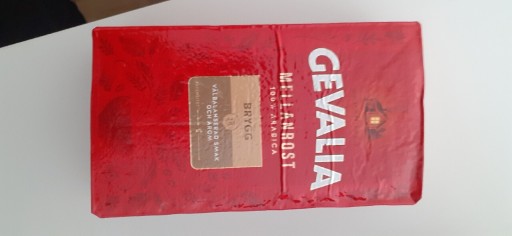 GEVALIA
MELLANROST
100% ARABICA
BRYGG
VÄLBALANSERAD SMAK
OCH AROM